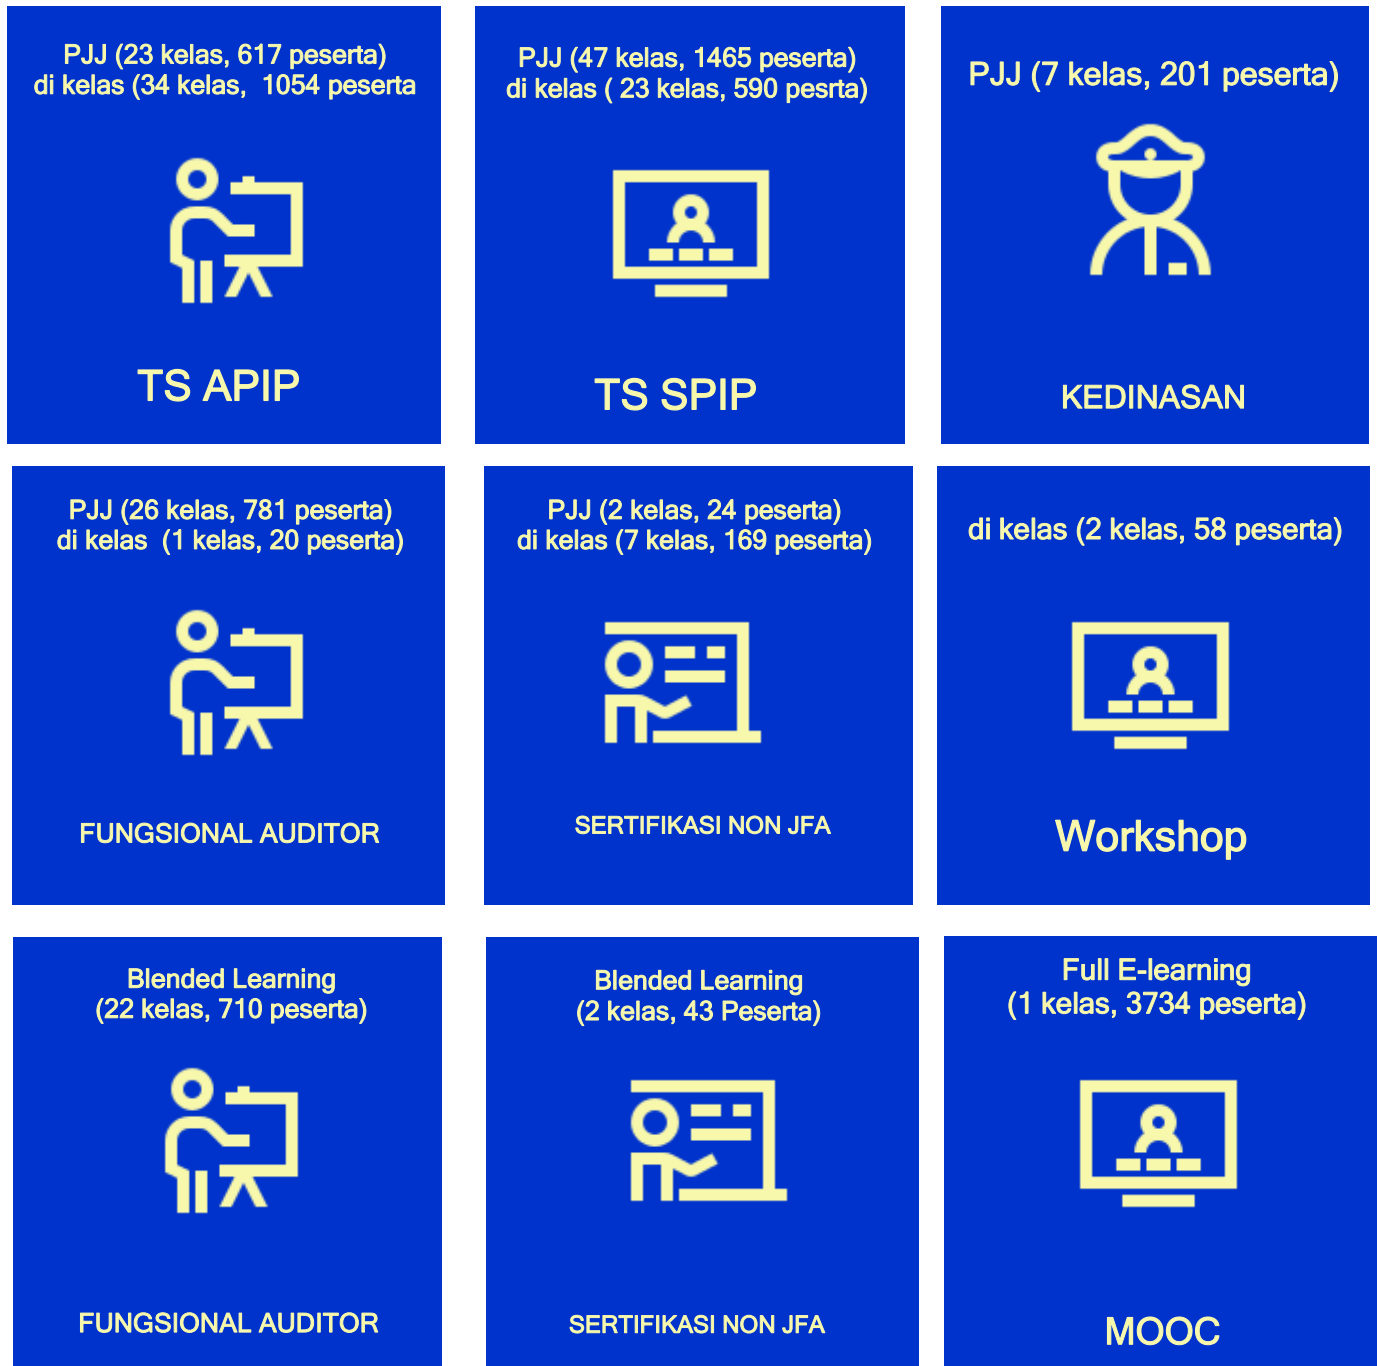 PJJ (23 kelas, 617 peserta)
di kelas (34 kelas,  1054 peserta
TS APIP
PJJ (47 kelas, 1465 peserta)
di kelas ( 23 kelas, 590 pesrta)
TS SPIP
PJJ (7 kelas, 201 peserta)
KEDINASAN
PJJ (26 kelas, 781 peserta)
di kelas  (1 kelas, 20 peserta)
FUNGSIONAL AUDITOR
PJJ (2 kelas, 24 peserta)
di kelas (7 kelas, 169 peserta)
SERTIFIKASI NON JFA
di kelas (2 kelas, 58 peserta)
Workshop
Blended Learning
(22 kelas, 710 peserta)
FUNGSIONAL AUDITOR
Blended Learning
(2 kelas, 43 Peserta)
SERTIFIKASI NON JFA
Full E-learning
(1 kelas, 3734 peserta)
MOOC